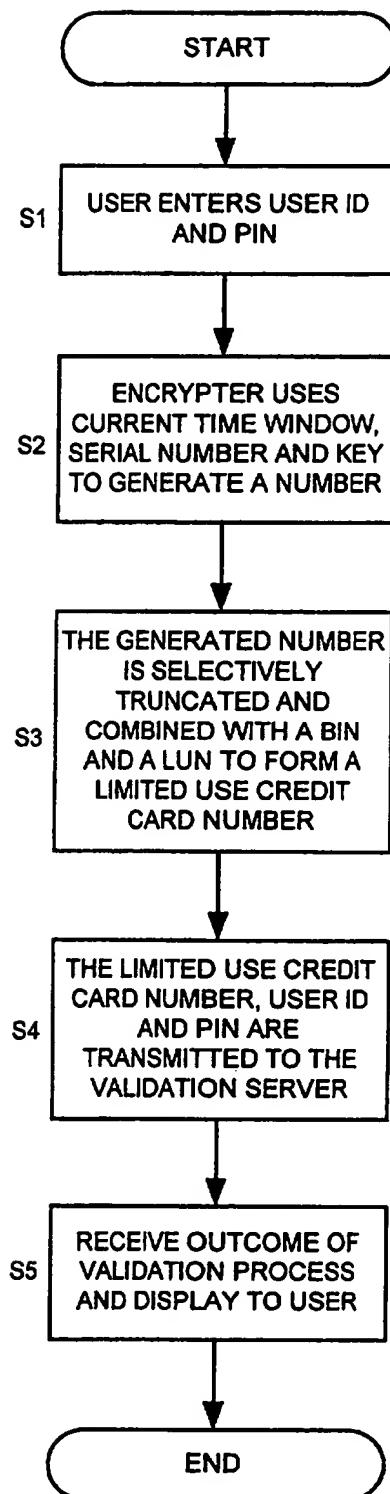 START
S1
USER ENTERS USER ID
AND PIN
S2
ENCRYPTER USES
CURRENT TIME WINDOW,
SERIAL NUMBER AND KEY
TO GENERATE A NUMBER
S3
THE GENERATED NUMBER
IS SELECTIVELY
TRUNCATED AND
COMBINED WITH A BIN
AND A LUN TO FORM A
LIMITED USE CREDIT
CARD NUMBER
S4
THE LIMITED USE CREDIT
CARD NUMBER, USER ID
AND PIN ARE
TRANSMITTED TO THE
VALIDATION SERVER
S5
RECEIVE OUTCOME OF
VALIDATION PROCESS
AND DISPLAY TO USER
END